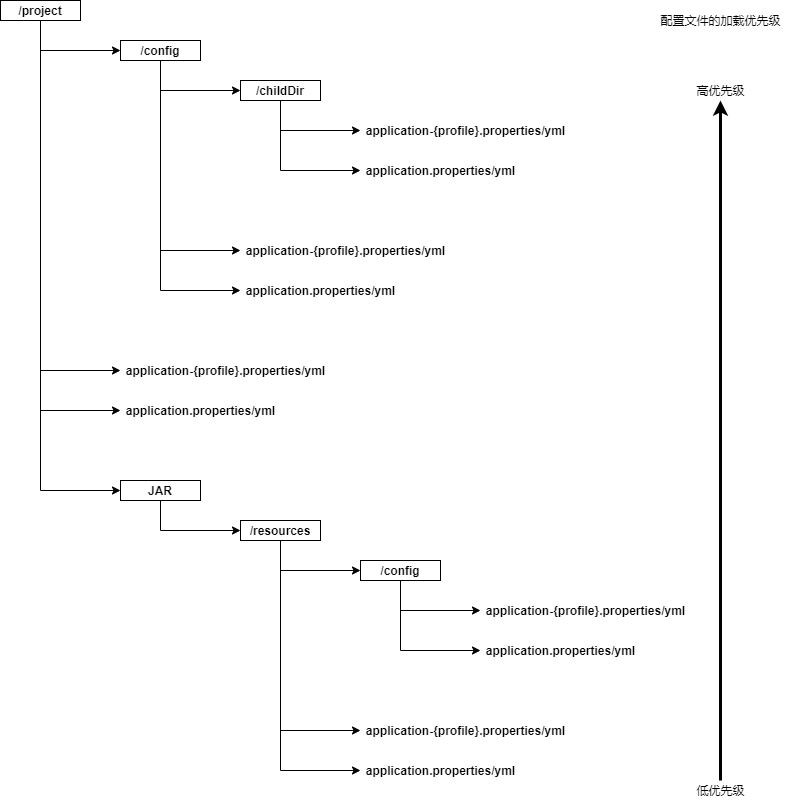 /project
配置文件的加载优先级
/config
/childDir
高优先级
application-{profile}.properties/yml
application.properties/yml
application-{profile}.properties/yml
application.properties/yml
application-{profile}.properties/yml
application.properties/yml
JAR
/resources
/config
application-{profile}.properties/yml
application.properties/yml
application-{profile}.properties/yml
application.properties/yml
低优先级